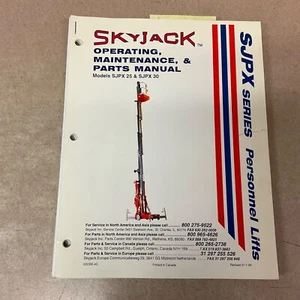 SKYJACK TM
OPERATING,
MAINTENANCE, &
PARTS MANUAL
Models SJPX 25 & SJPX 30
SJPX SERIES Personnel Lifts
For Service in North America and Asia please call 800 275-9522
For Parts in North America and Asia please call 800 965-4626
For Parts in North America please call 800 265-2738
For Parts & Service in Europe please call 31 297 255 526
Printed in Canada